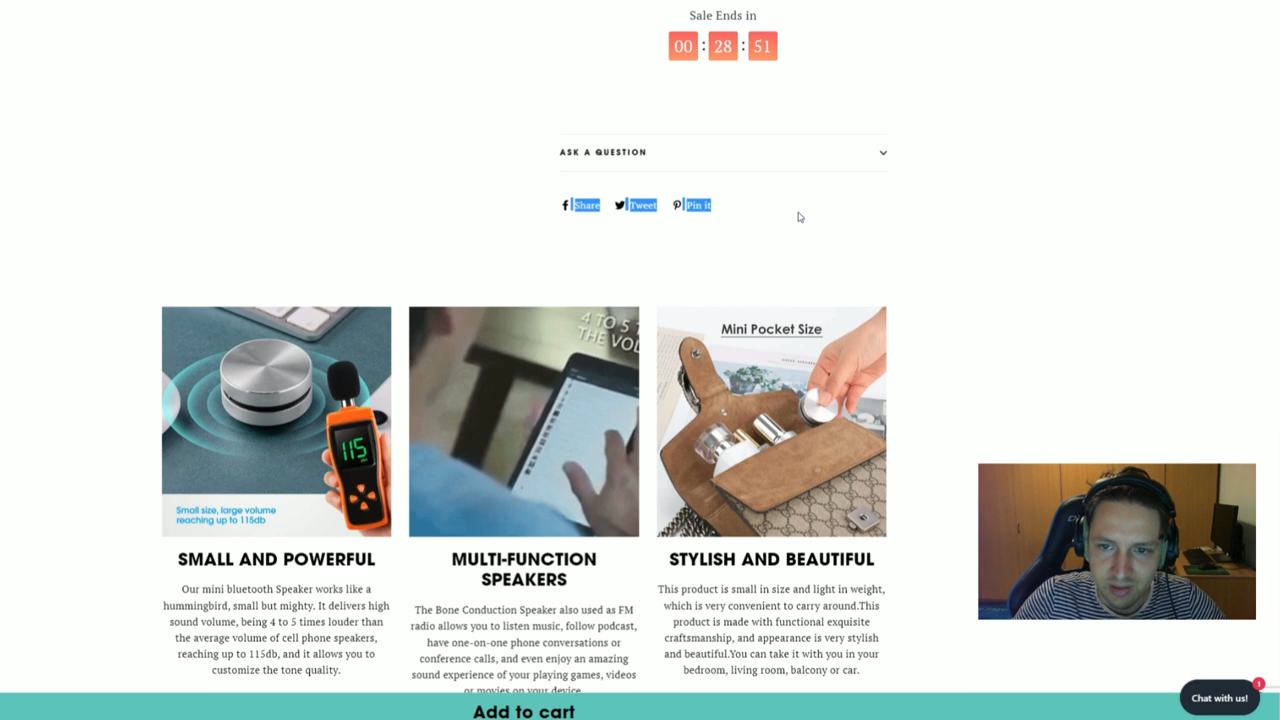 Sale Ends in
00 : 28 : 51
ASK A QUESTION
Share Tweet Pin it
4 TO 5
THE VOL
Mini Pocket Size
115
Small size, large volume
reaching up to 115db
SMALL AND POWERFUL
Our mini bluetooth Speaker works like a
hummingbird, small but mighty. It delivers high
sound volume, being 4 to 5 times louder than
the average volume of cell phone speakers,
reaching up to 115db, and it allows you to
customize the tone quality.
MULTI-FUNCTION
SPEAKERS
The Bone Conduction Speaker also used as FM
radio allows you to listen music, follow podcast,
have one-on-one phone conversations or
conference calls, and even enjoy an amazing
sound experience of your playing games, videos
or movies on your device.
STYLISH AND BEAUTIFUL
This product is small in size and light in weight,
which is very convenient to carry around.This
product is made with functional exquisite
craftsmanship, and appearance is very stylish
and beautiful.You can take it with you in your
bedroom, living room, balcony or car.
Add to cart
Chat with us!
1